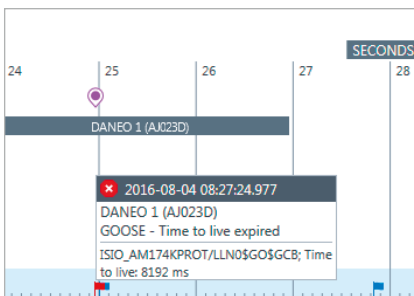 SECONDS
24 25 26 27 28
DANEO 1 (AJ023D)
2016-08-04 08:27:24.977
DANEO 1 (AJ023D)
GOOSE - Time to live expired
ISIO_AM174KPROT/LLN0$GO$GCB; Time
to live: 8192 ms